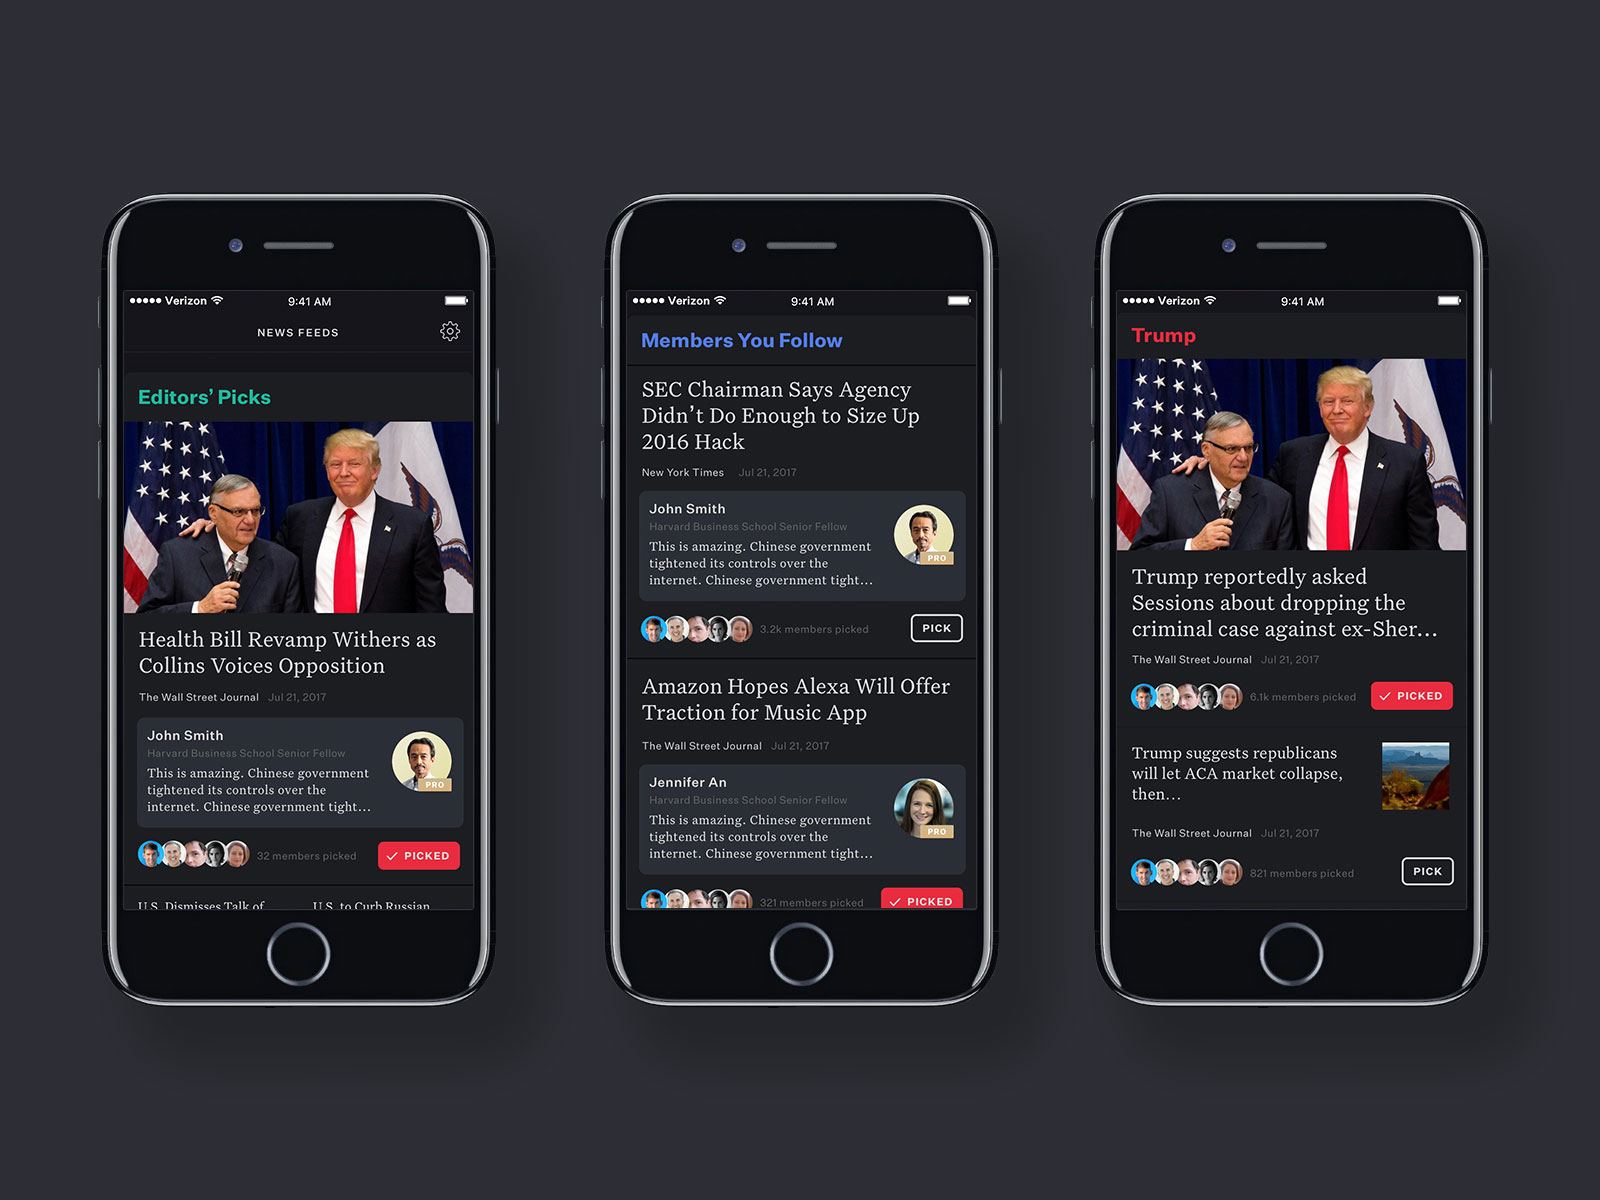 Verizon
9:41 AM
NEWS FEEDS
Editors’ Picks
Health Bill Revamp Withers as
Collins Voices Opposition
The Wall Street Journal Jul 21, 2017
John Smith
Harvard Business School Senior Fellow
This is amazing. Chinese government
tightened its controls over the
internet. Chinese government tight...
PRO
32 members picked
PICKED
U.S. Dismisses Talk of
U.S. to Curb Russian
Verizon
9:41 AM
Members You Follow
SEC Chairman Says Agency
Didn’t Do Enough to Size Up
2016 Hack
New York Times Jul 21, 2017
John Smith
Harvard Business School Senior Fellow
This is amazing. Chinese government
tightened its controls over the
internet. Chinese government tight...
PRO
3.2k members picked
PICK
Amazon Hopes Alexa Will Offer
Traction for Music App
The Wall Street Journal Jul 21, 2017
Jennifer An
Harvard Business School Senior Fellow
This is amazing. Chinese government
tightened its controls over the
internet. Chinese government tight...
PRO
321 members picked
PICKED
Verizon
9:41 AM
Trump
Trump reportedly asked
Sessions about dropping the
criminal case against ex-Sher...
The Wall Street Journal Jul 21, 2017
6.1k members picked
PICKED
Trump suggests republicans
will let ACA market collapse,
then...
The Wall Street Journal Jul 21, 2017
821 members picked
PICK